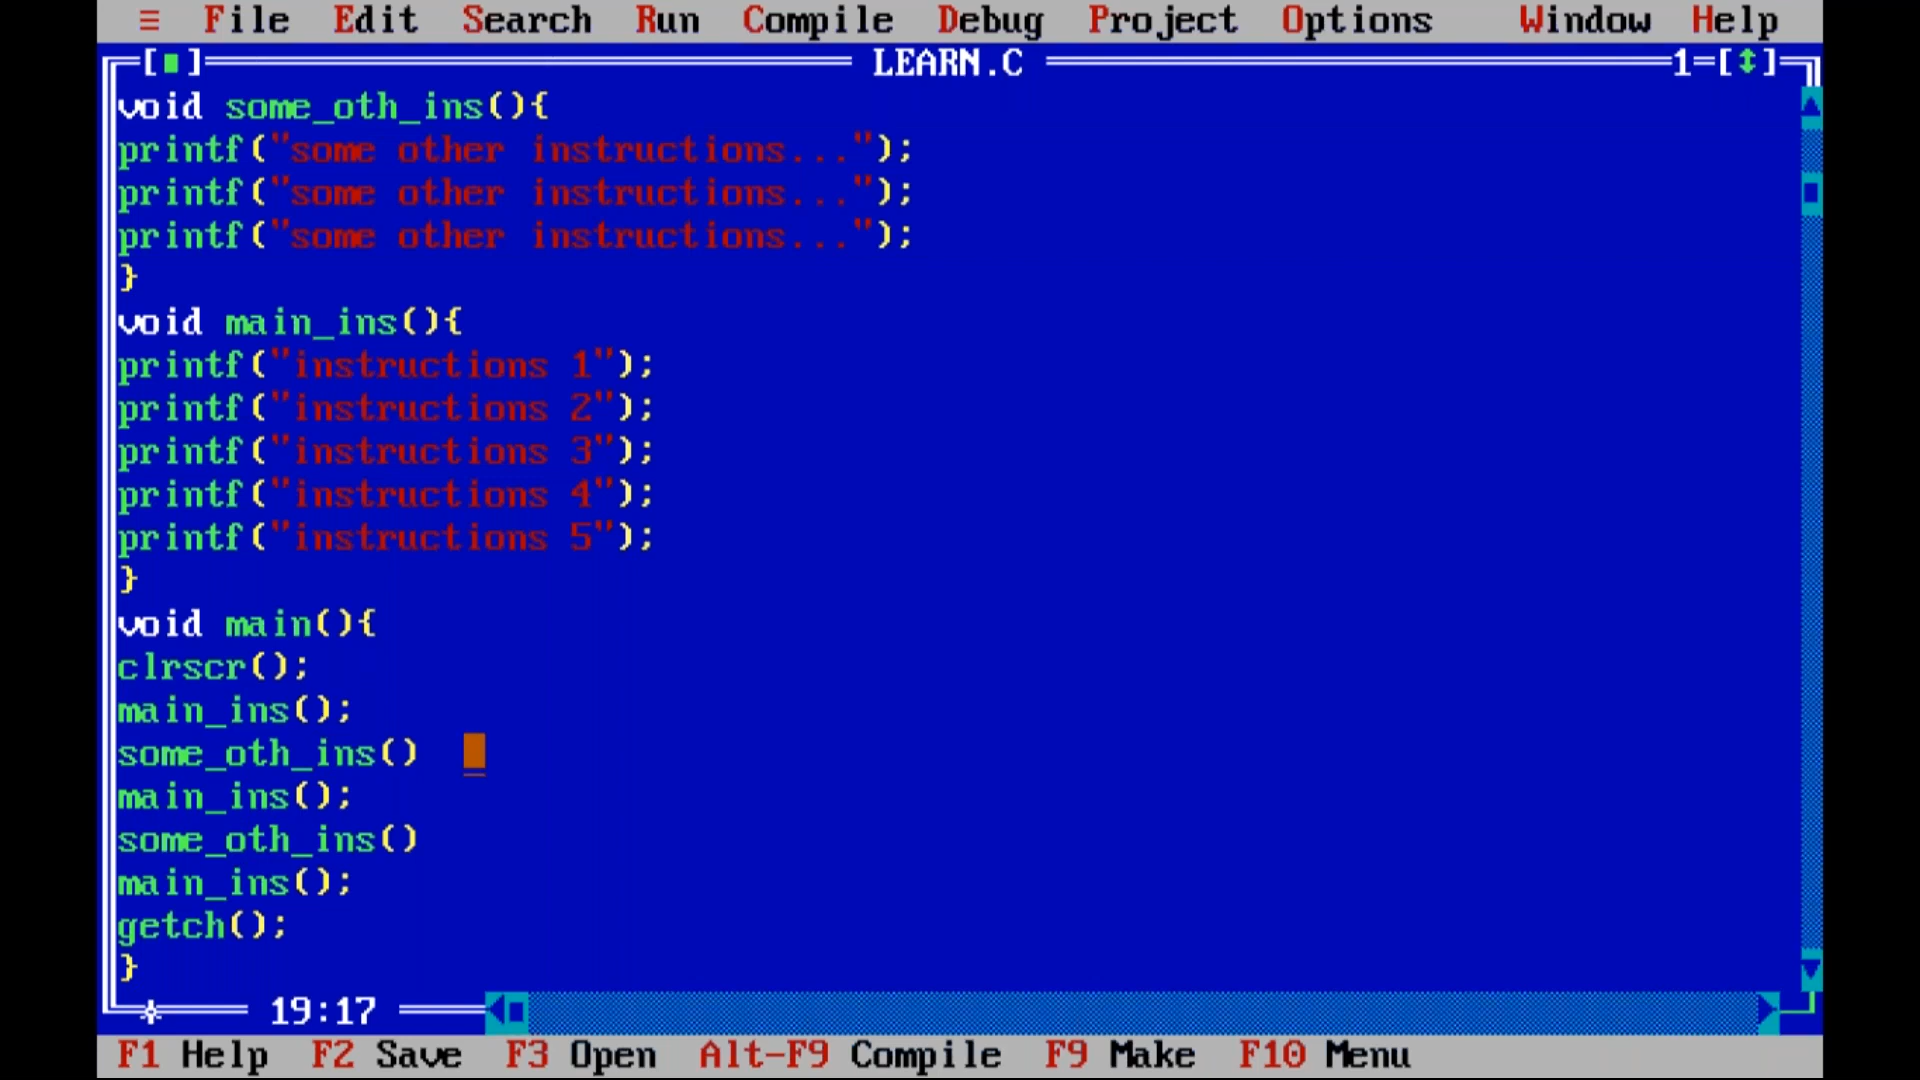 ≡ File Edit Search Run Compile Debug Project Options Window Help
[■] LEARN.C 1=[↕]
void some_oth_ins(){
printf("some other instructions...");
printf("some other instructions...");
printf("some other instructions...");
}
void main_ins(){
printf("instructions 1");
printf("instructions 2");
printf("instructions 3");
printf("instructions 4");
printf("instructions 5");
}
void main(){
clrscr();
main_ins();
some_oth_ins()
main_ins();
some_oth_ins()
main_ins();
getch();
}
19:17
F1 Help F2 Save F3 Open Alt-F9 Compile F9 Make F10 Menu